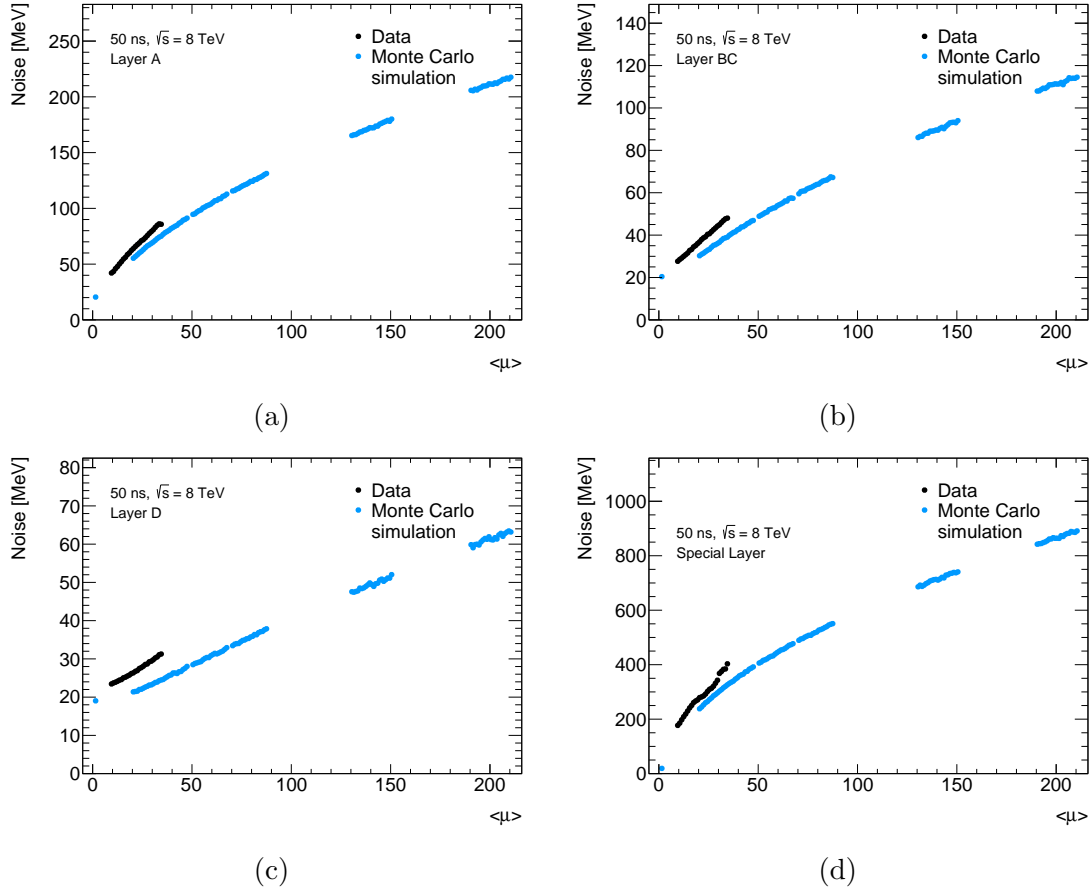 Noise [MeV]
250
200
150
100
50
0
50 ns, √s = 8 TeV
Layer A
Data
Monte Carlo
simulation
0 50 100 150 200
<μ>
(a)
Noise [MeV]
140
120
100
80
60
40
20
0
50 ns, √s = 8 TeV
Layer BC
Data
Monte Carlo
simulation
0 50 100 150 200
<μ>
(b)
Noise [MeV]
80
70
60
50
40
30
20
10
0
50 ns, √s = 8 TeV
Layer D
Data
Monte Carlo
simulation
0 50 100 150 200
<μ>
(c)
Noise [MeV]
1000
800
600
400
200
0
50 ns, √s = 8 TeV
Special Layer
Data
Monte Carlo
simulation
0 50 100 150 200
<μ>
(d)